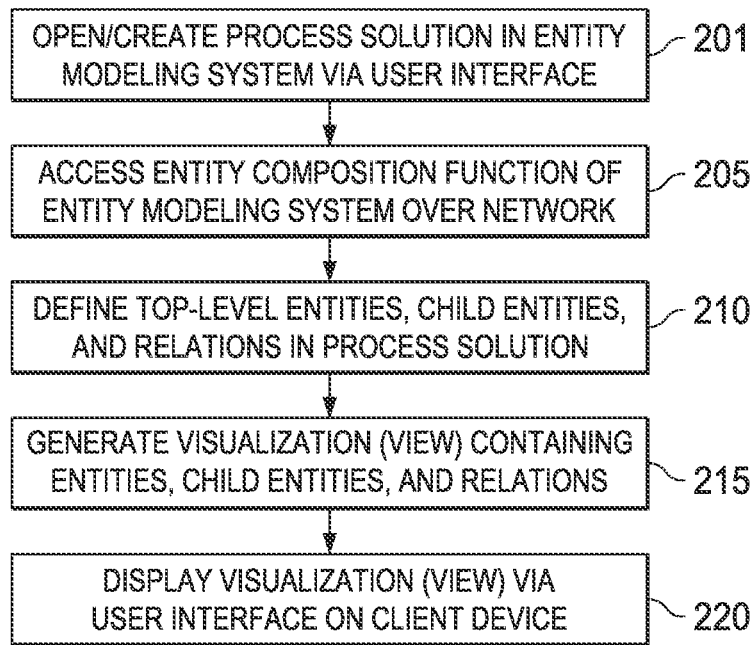 OPEN/CREATE PROCESS SOLUTION IN ENTITY
MODELING SYSTEM VIA USER INTERFACE
201
ACCESS ENTITY COMPOSITION FUNCTION OF
ENTITY MODELING SYSTEM OVER NETWORK
205
DEFINE TOP-LEVEL ENTITIES, CHILD ENTITIES,
AND RELATIONS IN PROCESS SOLUTION
210
GENERATE VISUALIZATION (VIEW) CONTAINING
ENTITIES, CHILD ENTITIES, AND RELATIONS
215
DISPLAY VISUALIZATION (VIEW) VIA
USER INTERFACE ON CLIENT DEVICE
220